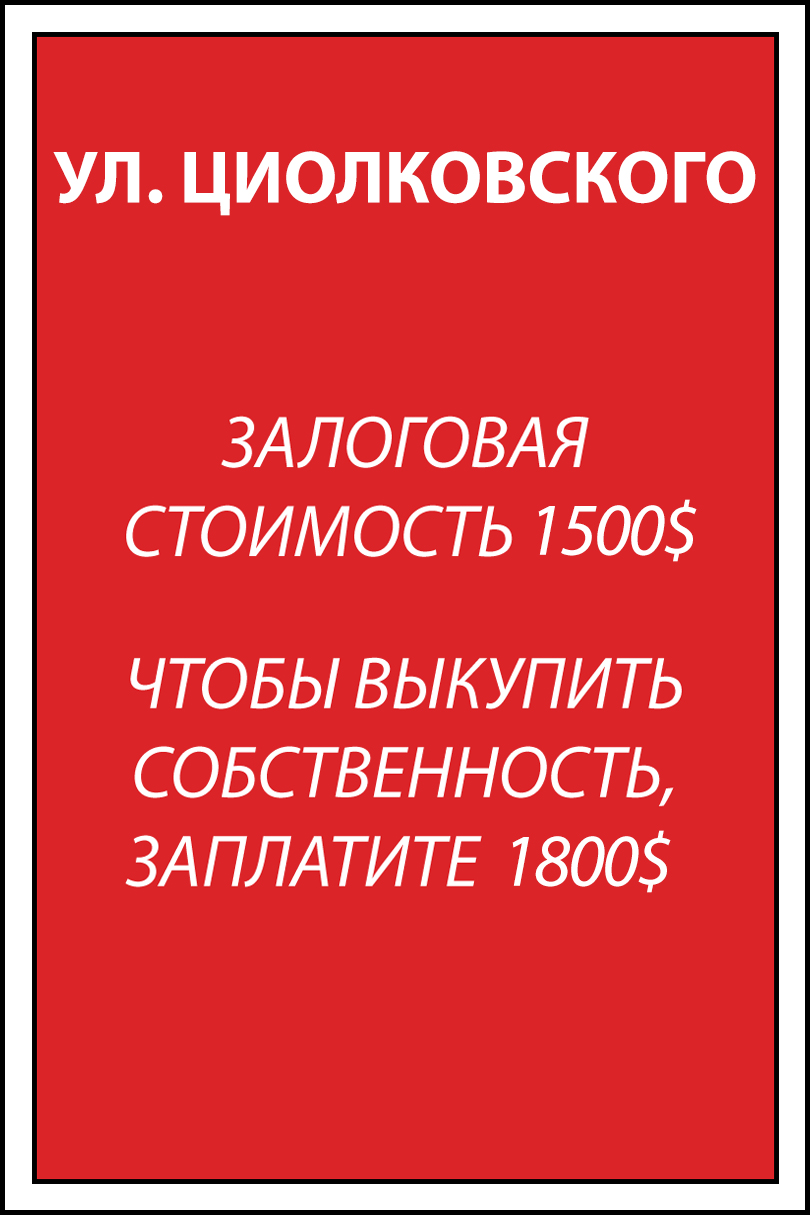 УЛ. ЦИОЛКОВСКОГО
ЗАЛОГОВАЯ
СТОИМОСТЬ 1500$
ЧТОБЫ ВЫКУПИТЬ
СОБСТВЕННОСТЬ,
ЗАПЛАТИТЕ 1800$